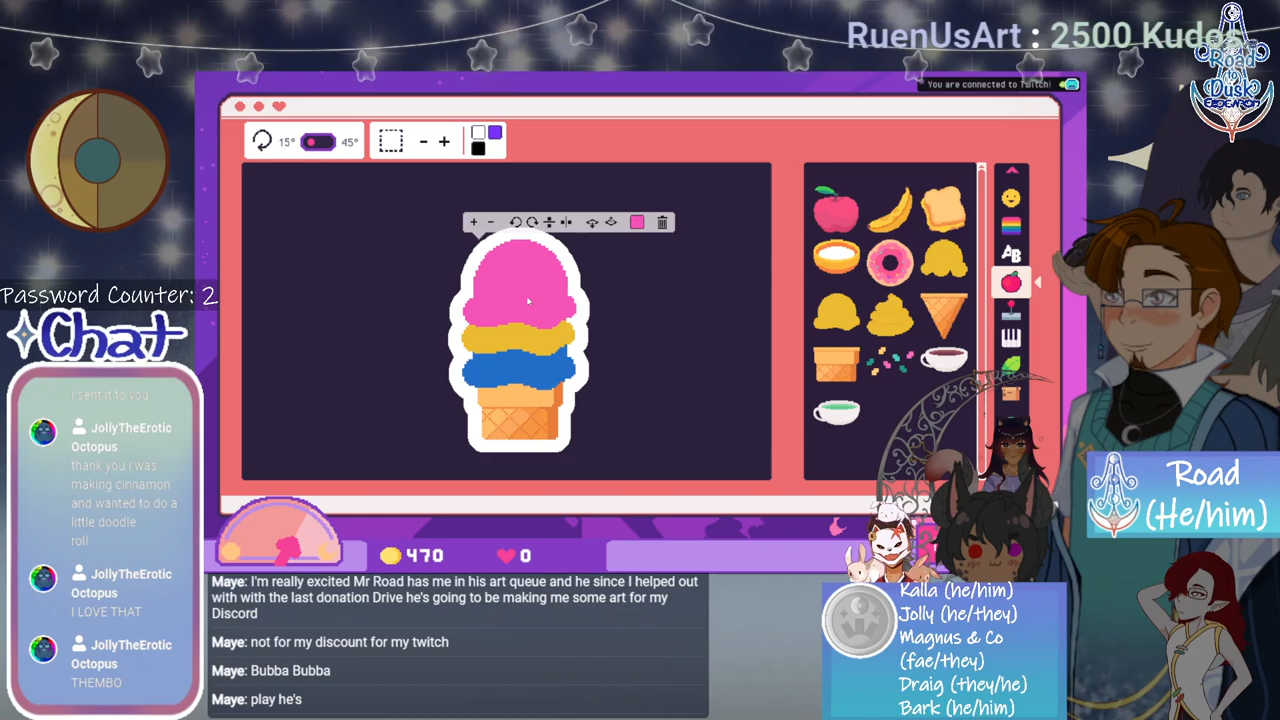 RuenUsArt : 2500 Kudos
Road
to
Dusk
You are connected to Twitch!
15° 45°
AB
Password Counter: 2
Chat
i sent it to you
JollyTheErotic
Octopus
thank you i was
making cinnamon
and wanted to do a
little doodle
roll
JollyTheErotic
Octopus
I LOVE THAT
JollyTheErotic
Octopus
THEMBO
470 0
Maye: I'm really excited Mr Road has me in his art queue and he since I helped out
with with the last donation Drive he's going to be making me some art for my
Discord
Maye: not for my discount for my twitch
Maye: Bubba Bubba
Maye: play he's
Road
(He/him)
Kalla (he/him)
Jolly (he/they)
Magnus & Co
(fae/they)
Draig (they/he)
Bark (he/him)